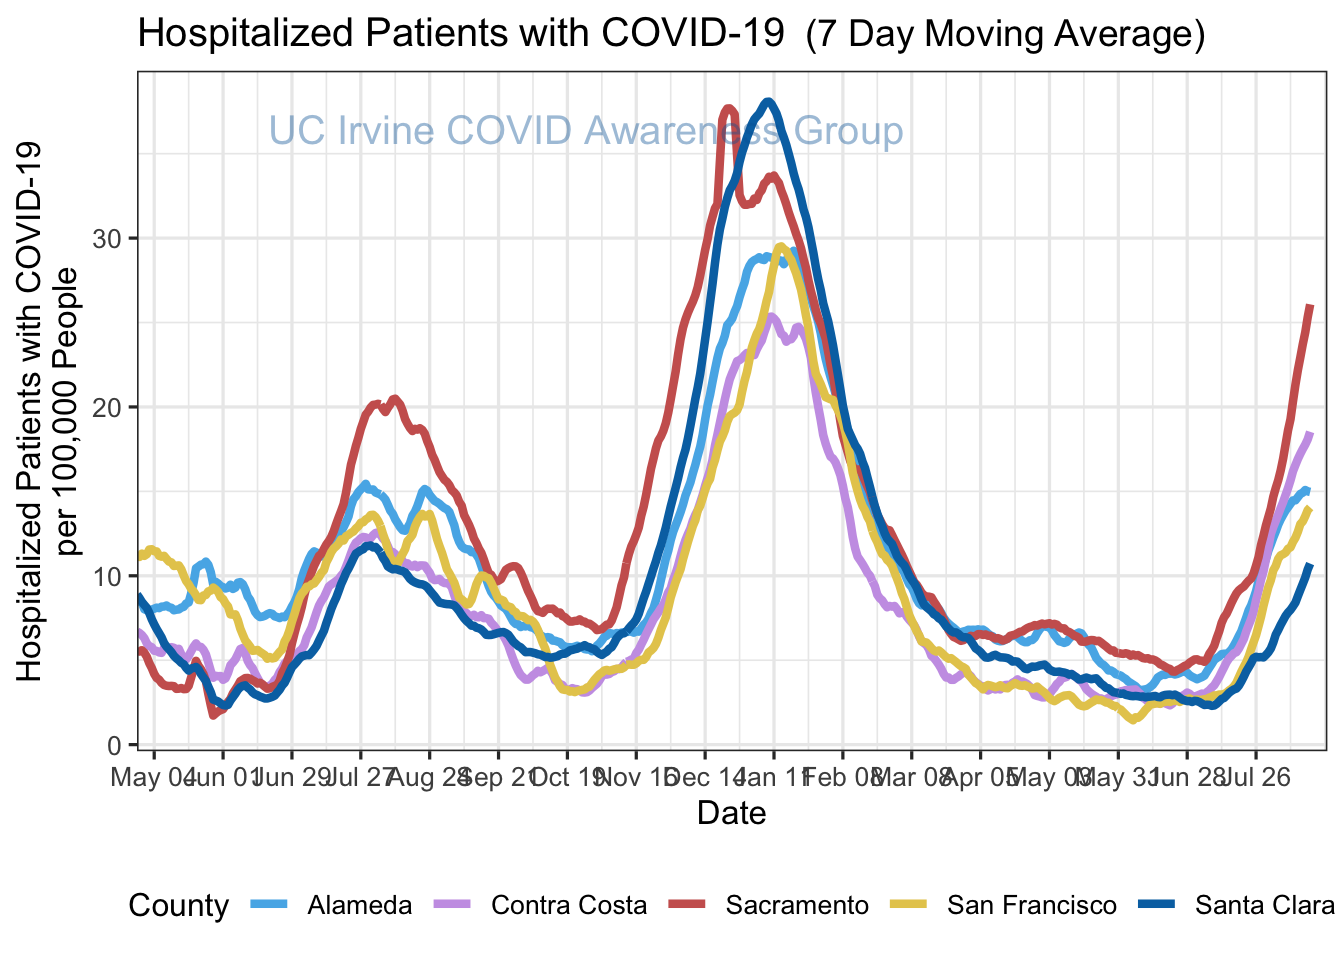 Hospitalized Patients with COVID-19 (7 Day Moving Average)
UC Irvine COVID Awareness Group
Hospitalized Patients with COVID-19
per 100,000 People
30
20
10
0
May 04 Jun 01 Jun 29 Jul 27 Aug 24 Sep 21 Oct 19 Nov 16 Dec 14 Jan 11 Feb 08 Mar 08 Apr 05 May 03 May 31 Jun 28 Jul 26
Date
County Alameda Contra Costa Sacramento San Francisco Santa Clara